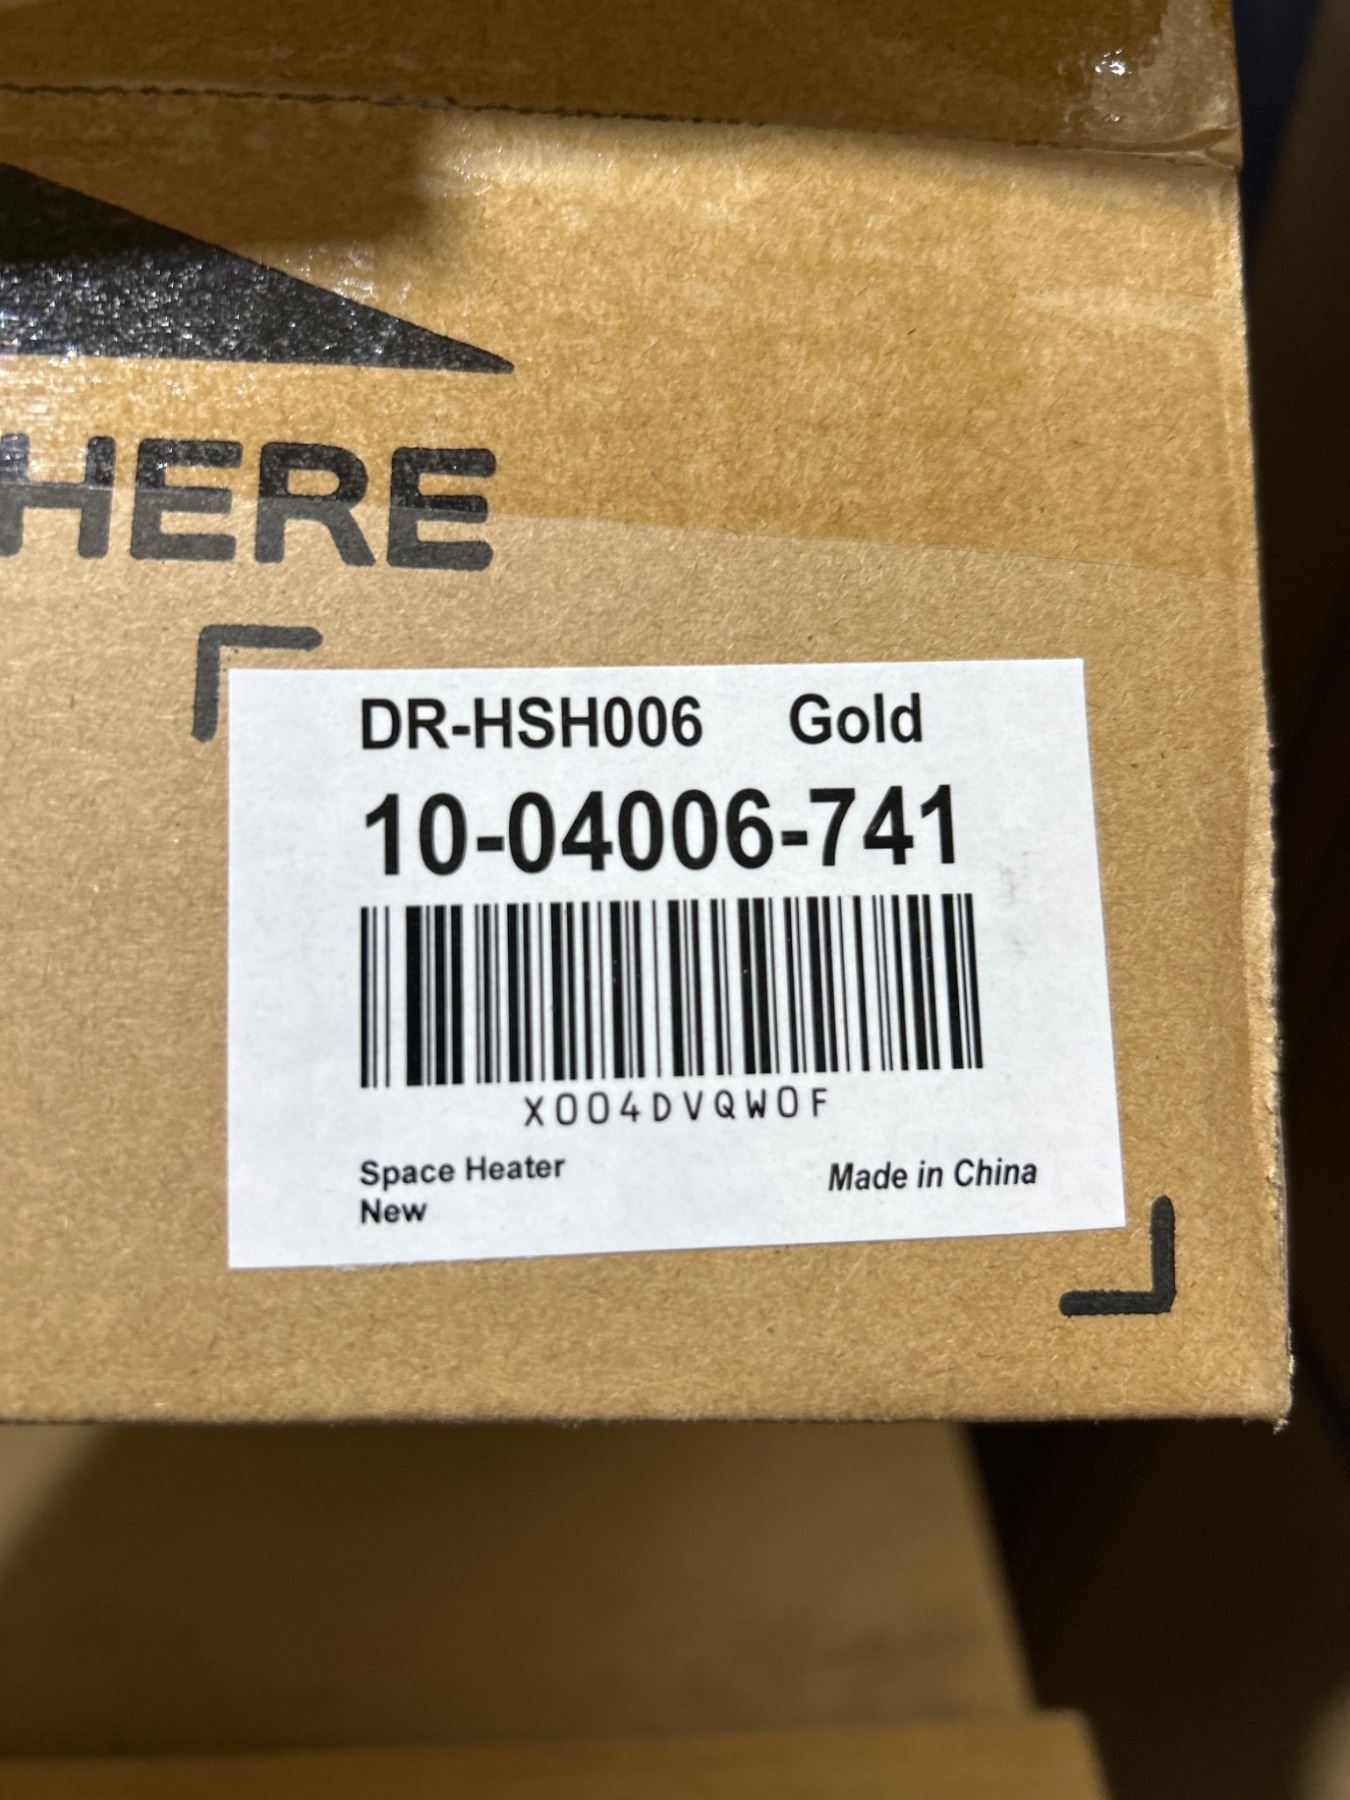 HERE
DR-HSH006 Gold
10-04006-741
X004DVQW0F
Space Heater Made in China
New